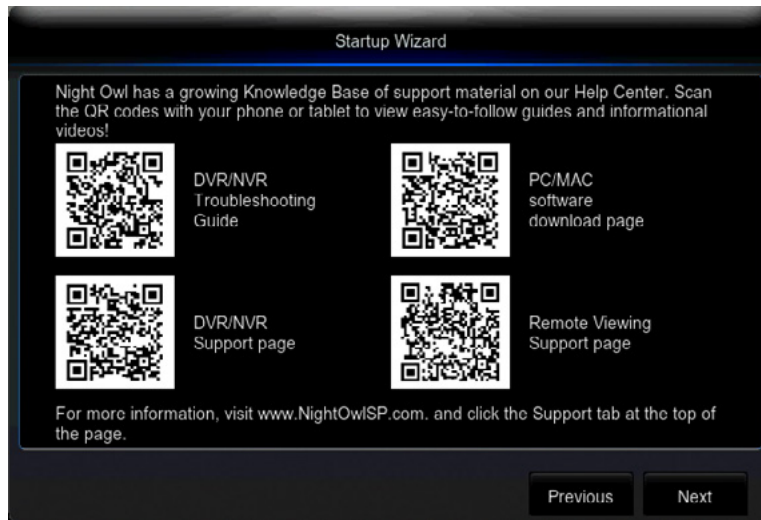 Startup Wizard
Night Owl has a growing Knowledge Base of support material on our Help Center. Scan
the QR codes with your phone or tablet to view easy-to-follow guides and informational
videos!
DVR/NVR
Troubleshooting
Guide
PC/MAC
software
download page
DVR/NVR
Support page
Remote Viewing
Support page
For more information, visit www.NightOwlSP.com. and click the Support tab at the top of
the page.
Previous
Next